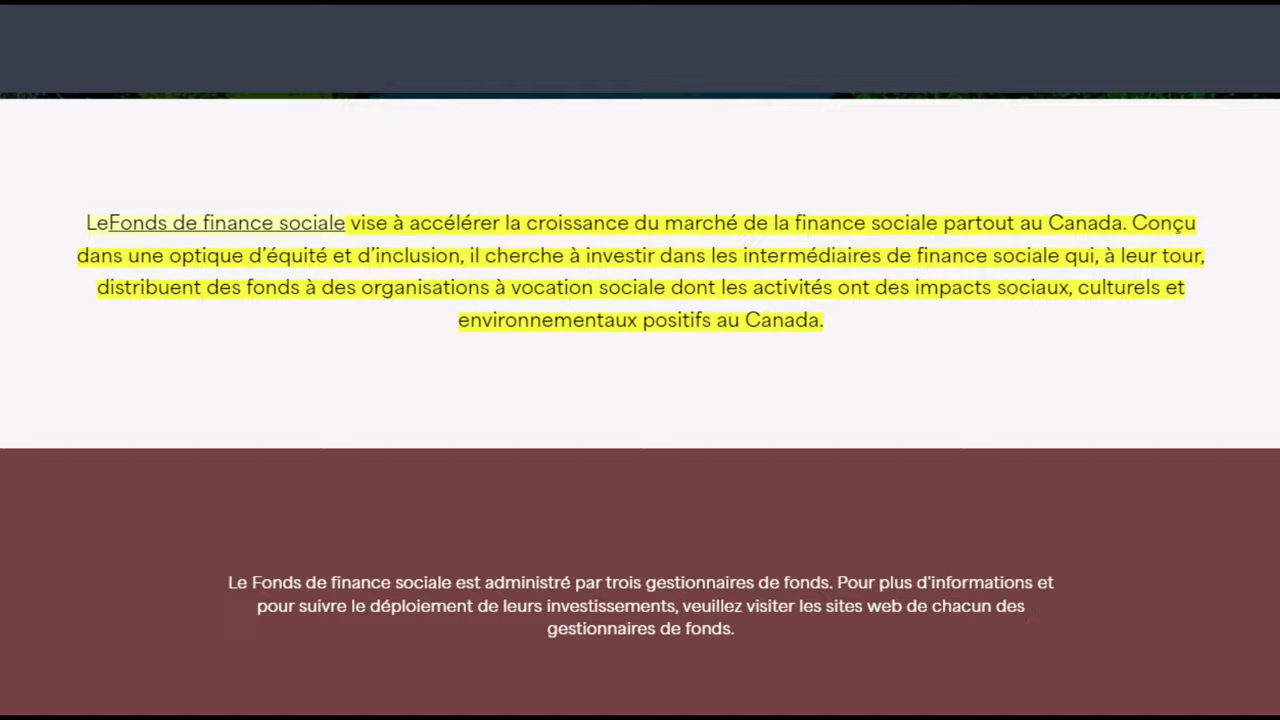 LeFonds de finance sociale vise à accélérer la croissance du marché de la finance sociale partout au Canada. Conçu
dans une optique d'équité et d'inclusion, il cherche à investir dans les intermédiaires de finance sociale qui, à leur tour,
distribuent des fonds à des organisations à vocation sociale dont les activités ont des impacts sociaux, culturels et
environnementaux positifs au Canada.
Le Fonds de finance sociale est administré par trois gestionnaires de fonds. Pour plus d'informations et
pour suivre le déploiement de leurs investissements, veuillez visiter les sites web de chacun des
gestionnaires de fonds.